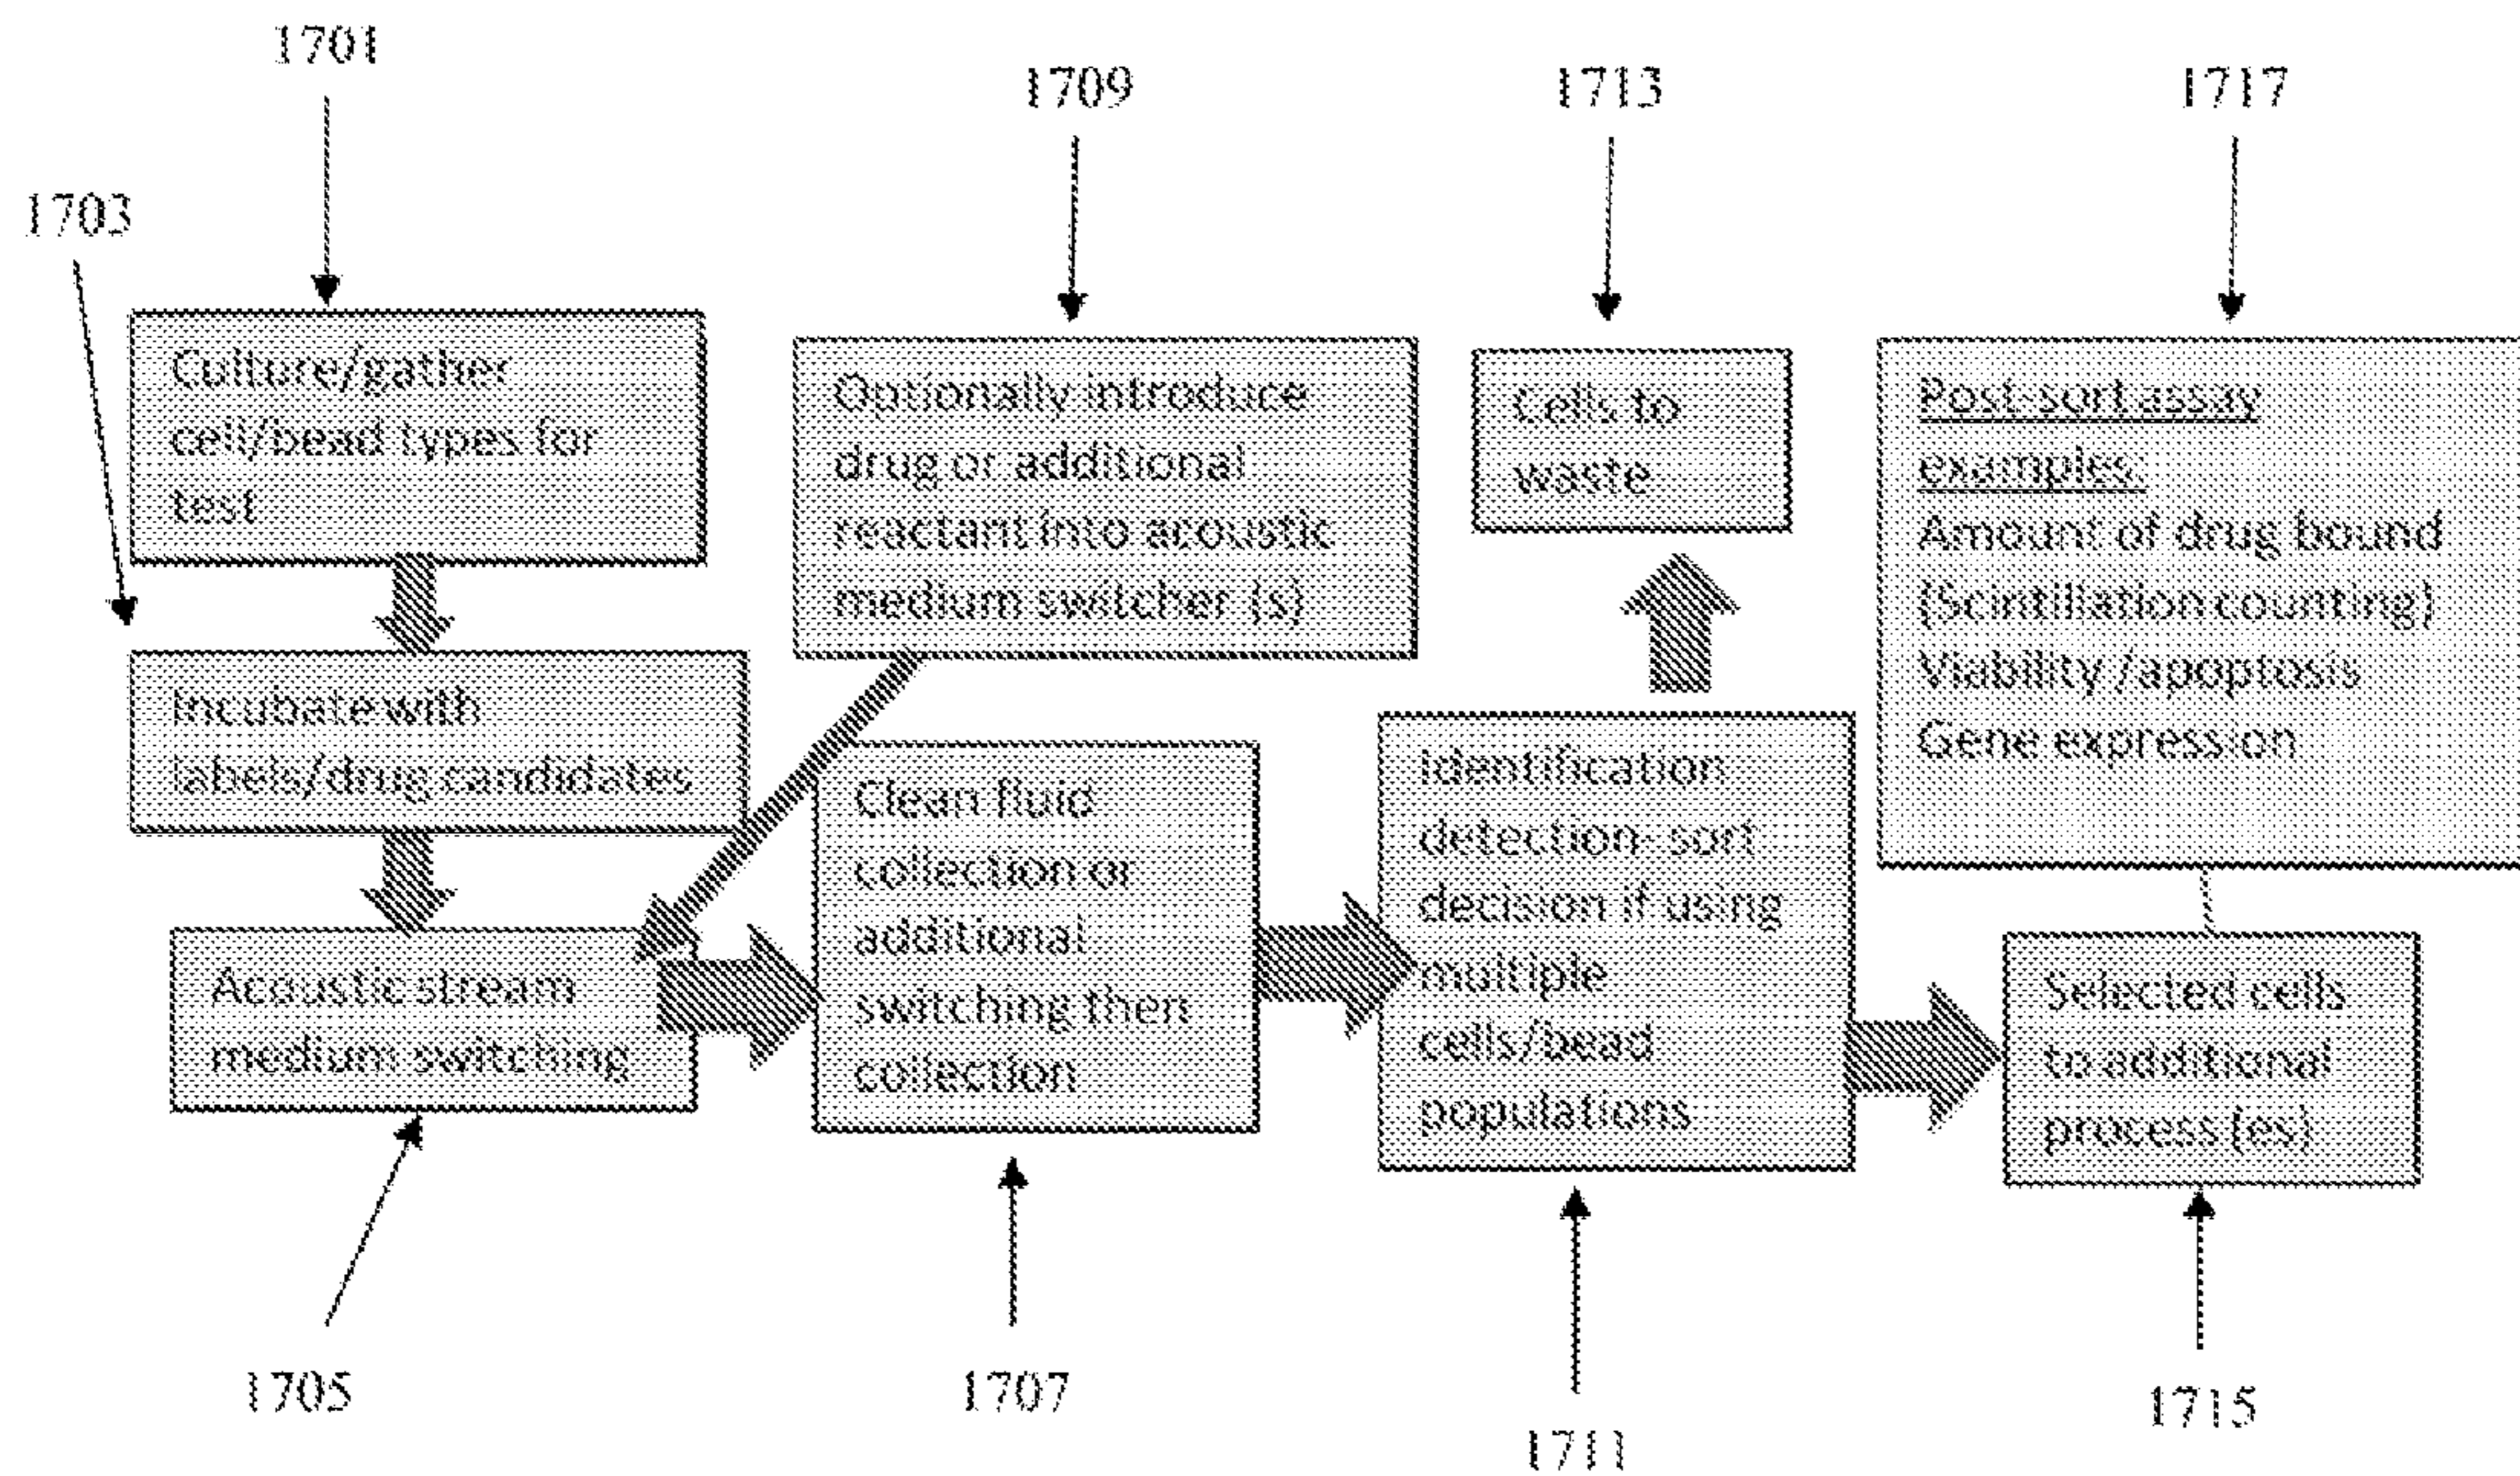 1701
1709
1713
1717
1703
Culture/gather
cell/bead types for
test
Optionally introduce
drug or additional
reactant into acoustic
medium switcher (s)
Cells to
waste
Post-sort assay
examples:
Amount of drug bound
(Scintillation counting)
Viability /apoptosis
Gene expression
Incubate with
labels/drug candidates
Clean fluid
collection or
additional
switching then
collection
Identification
detection- sort
decision if using
multiple
cells/bead
populations
Acoustic stream
medium switching
Selected cells
to additional
process (es)
1705
1707
1711
1715